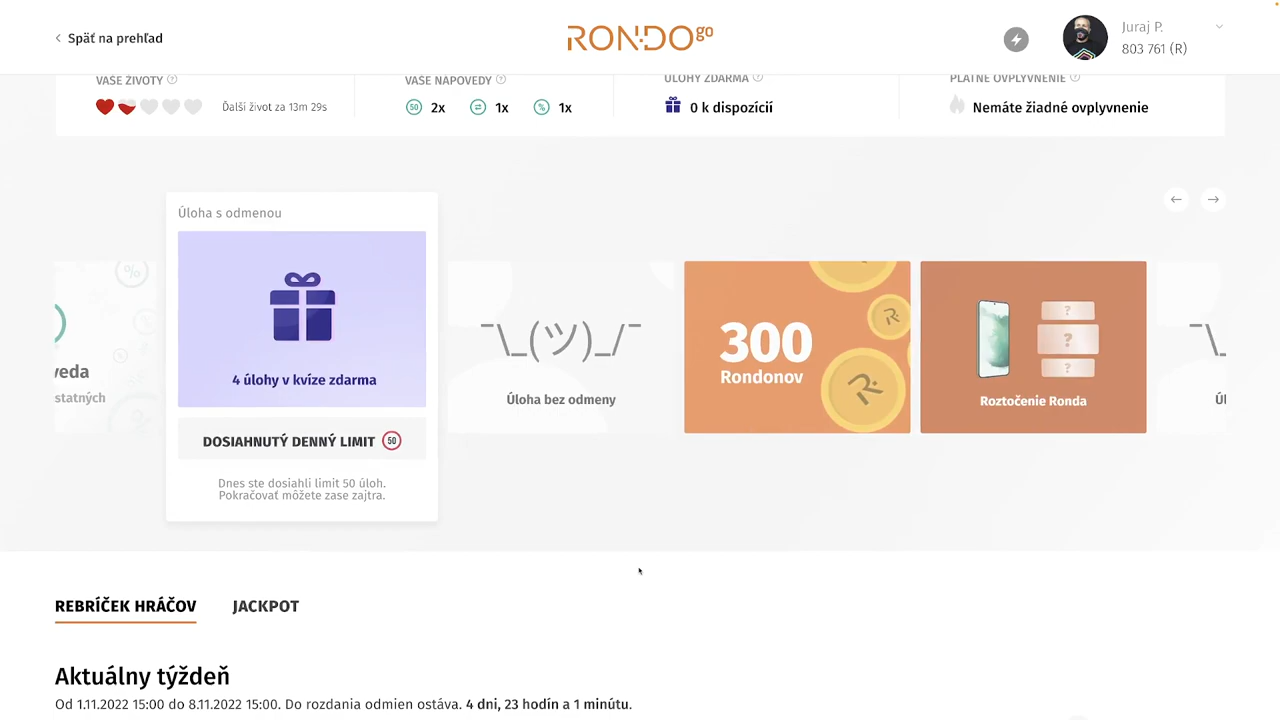 Späť na prehľad
RONDO go
Juraj P.
803 761 (R)
VAŠE ŽIVOTY
VAŠE NÁPOVEDY
ÚLOHY ZDARMA
PLATNÉ OVPLYVNENIE
Ďalší život za 13m 29s
50 2x
1x
% 1x
0 k dispozícií
Nemáte žiadné ovplyvnenie
Úloha s odmenou
%
veda
statných
4 úlohy v kvíze zdarma
¯\_(ツ)_/¯
Úloha bez odmeny
300
Rondonov
?
?
?
Roztočenie Ronda
¯\_
Úl
DOSIAHNUTÝ DENNÝ LIMIT 50
Dnes ste dosiahli limit 50 úloh.
Pokračovať môžete zase zajtra.
REBRÍČEK HRÁČOV
JACKPOT
Aktuálny týždeň
Od 1.11.2022 15:00 do 8.11.2022 15:00. Do rozdania odmien ostáva. 4 dni, 23 hodín a 1 minútu.